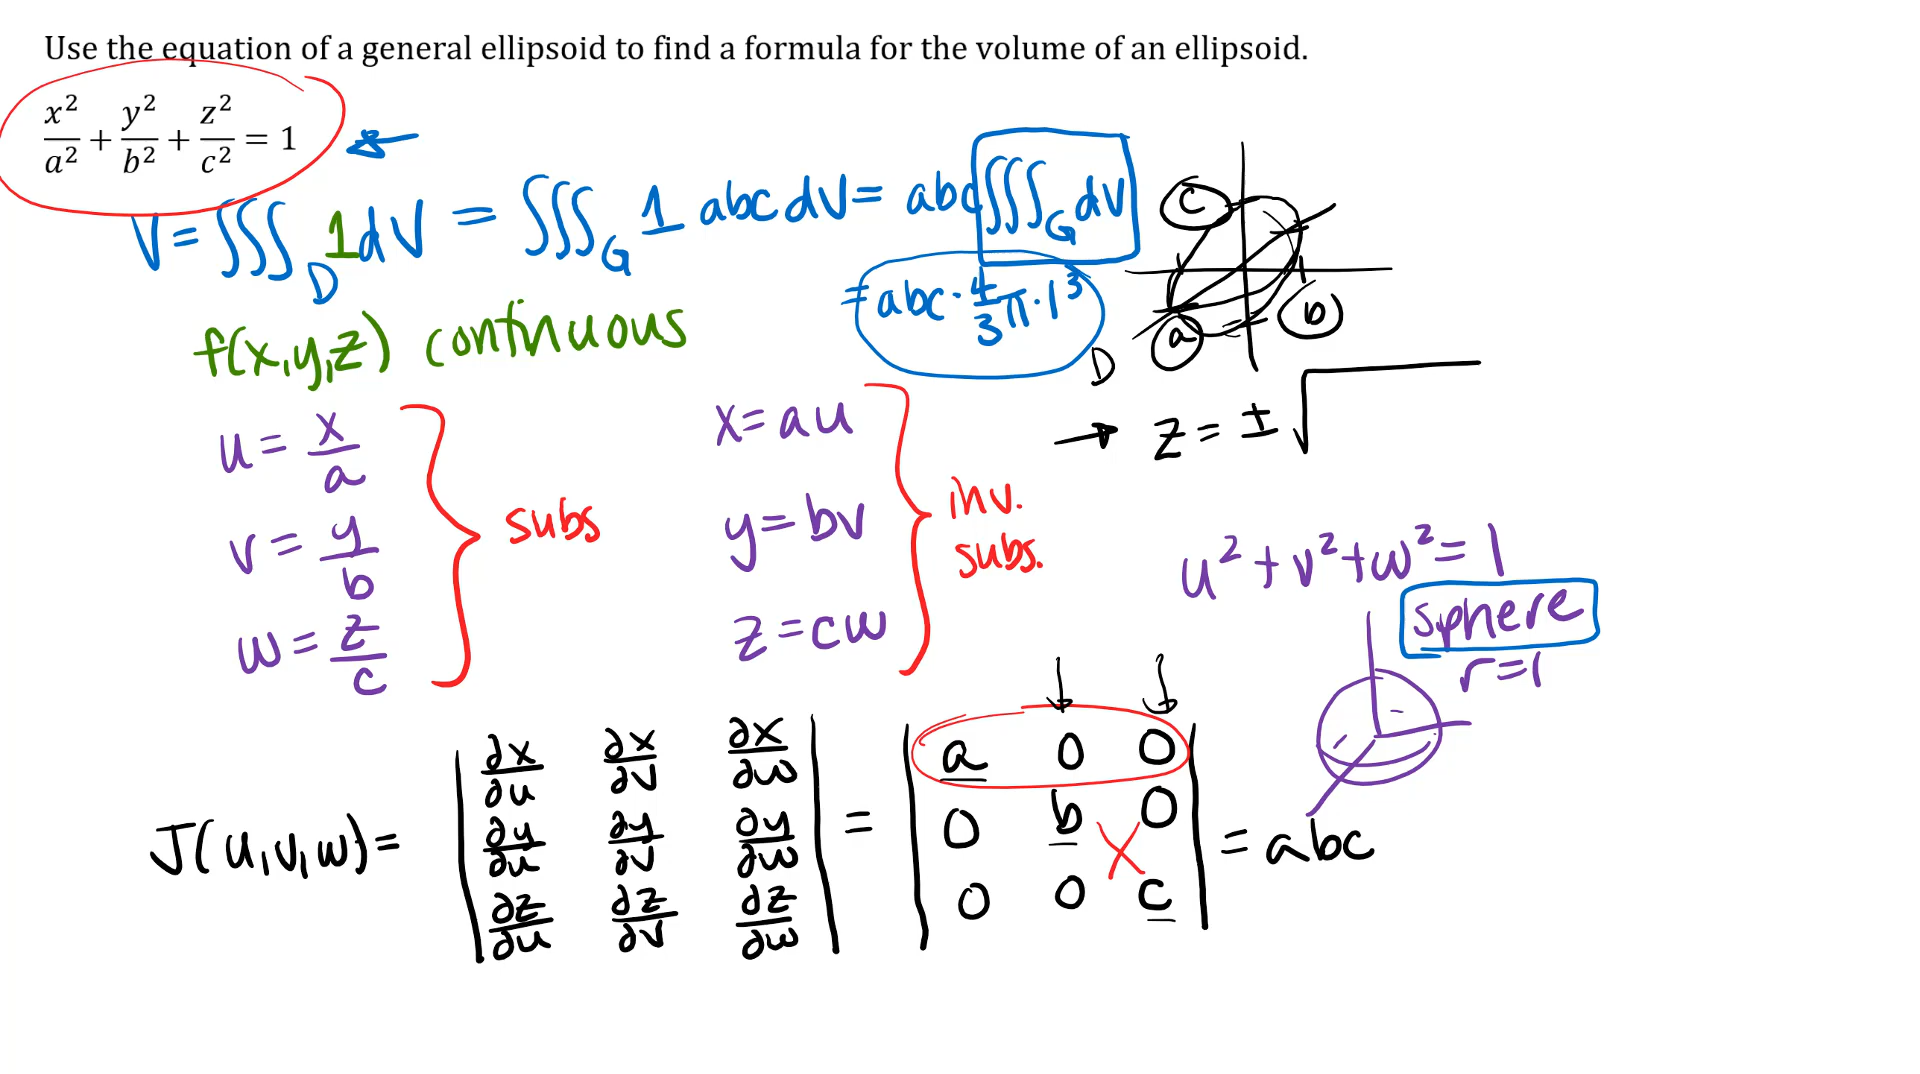 Use the equation of a general ellipsoid to find a formula for the volume of an ellipsoid.
x²/a² + y²/b² + z²/c² = 1
V = ∭_D 1 dV = ∭_G 1 abc dV = abc ∭_G dV
= abc · 4/3 π · 1³
c
b
a
D
f(x,y,z) continuous
→ z = ± √
u = x/a
v = y/b
w = z/c
subs
x = au
y = bv
z = cw
inv.
subs.
u² + v² + w² = 1
sphere
r = 1
J(u,v,w) = | ∂x/∂u ∂x/∂v ∂x/∂w | = | a 0 0 | = abc
| ∂y/∂u ∂y/∂v ∂y/∂w | | 0 b 0 |
| ∂z/∂u ∂z/∂v ∂z/∂w | | 0 0 c |